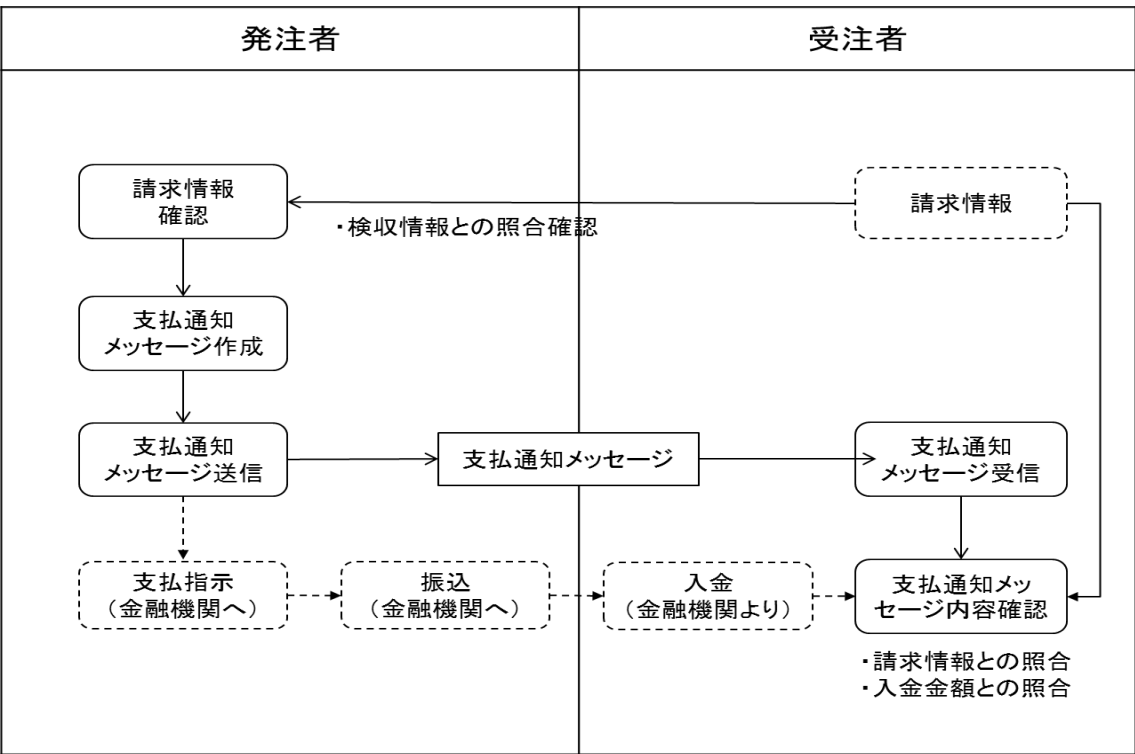 発注者
受注者
請求情報
確認
請求情報
・検収情報との照合確認
支払通知
メッセージ作成
支払通知
メッセージ送信
支払通知メッセージ
支払通知
メッセージ受信
支払指示
（金融機関へ）
振込
（金融機関へ）
入金
（金融機関より）
支払通知メッ
セージ内容確認
・請求情報との照合
・入金金額との照合